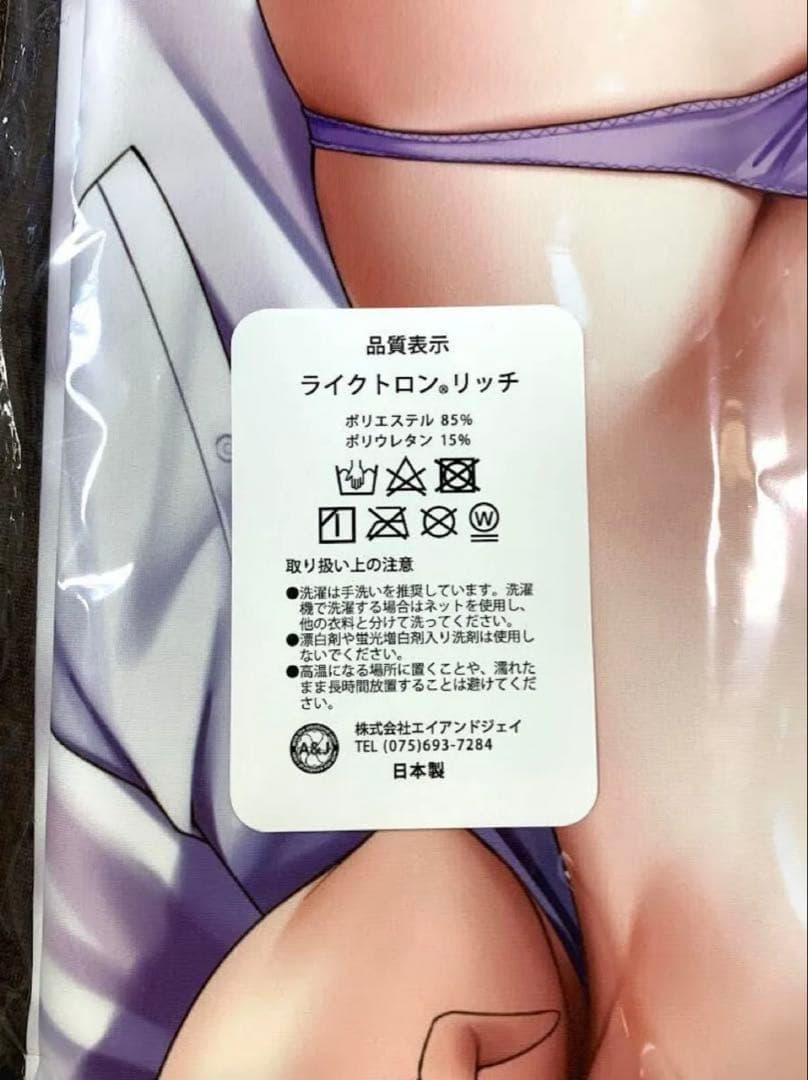 品質表示
ライクトロン®リッチ
ポリエステル 85%
ポリウレタン 15%
W
取り扱い上の注意
●洗濯は手洗いを推奨しています。洗濯
機で洗濯する場合はネットを使用し、
他の衣料と分けて洗ってください。
●漂白剤や蛍光増白剤入り洗剤は使用し
ないでください。
●高温になる場所に置くことや、濡れた
まま長時間放置することは避けてくだ
さい。
A&J
株式会社エイアンドジェイ
TEL (075)693-7284
日本製